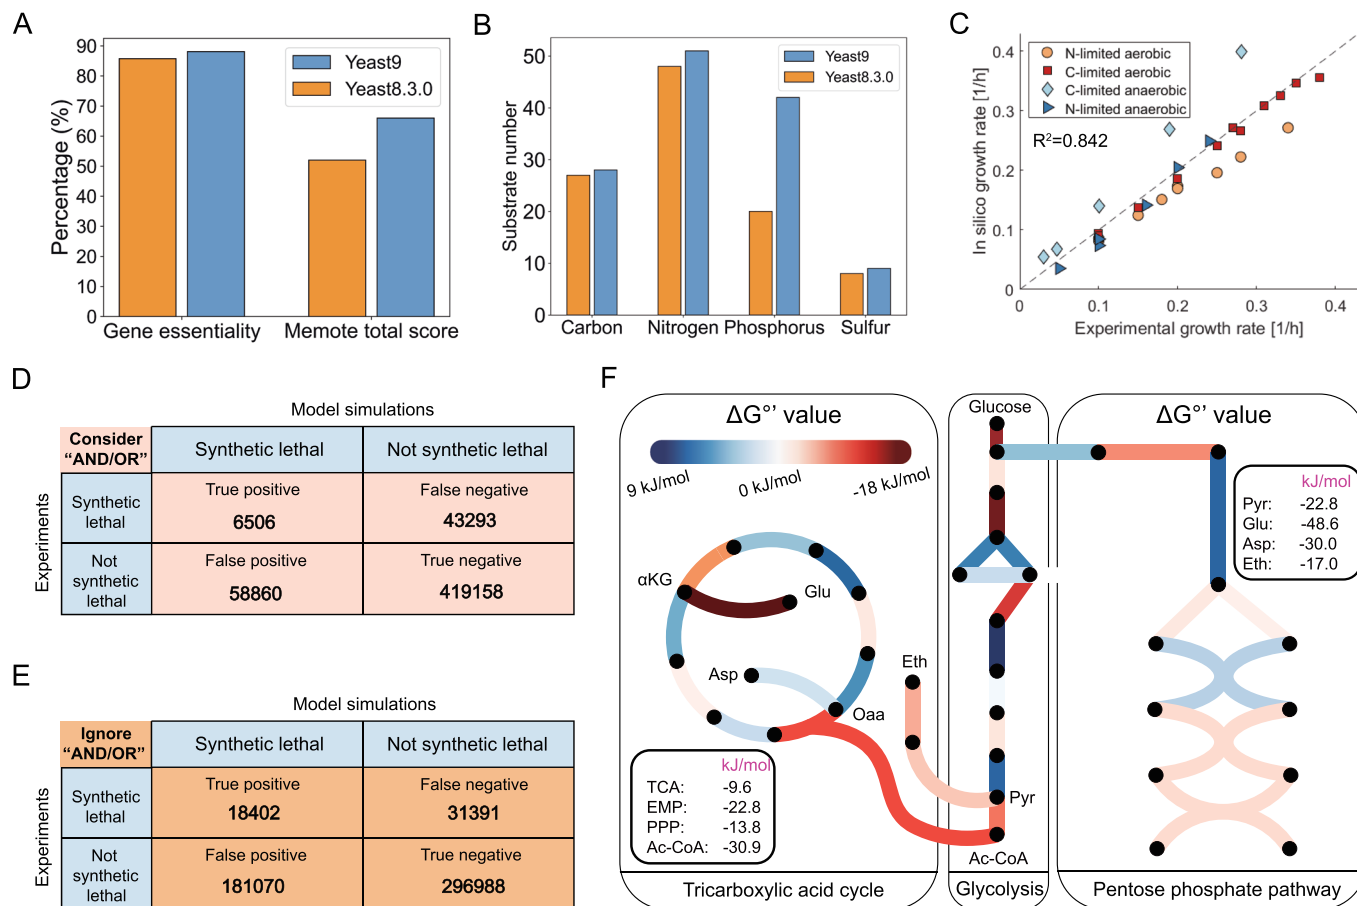 A
Percentage (%)
90
80
70
60
50
40
30
20
10
0
Yeast9
Yeast8.3.0
Gene essentiality
Memote total score
B
Substrate number
50
40
30
20
10
0
Yeast9
Yeast8.3.0
Carbon
Nitrogen
Phosphorus
Sulfur
C
In silico growth rate [1/h]
0.4
0.3
0.2
0.1
0
N-limited aerobic
C-limited aerobic
C-limited anaerobic
N-limited anaerobic
R²=0.842
0
0.1
0.2
0.3
0.4
Experimental growth rate [1/h]
D
Model simulations
Experiments
Consider
“AND/OR”
Synthetic lethal
Not synthetic lethal
Synthetic
lethal
True positive
6506
False negative
43293
Not
synthetic
lethal
False positive
58860
True negative
419158
E
Model simulations
Experiments
Ignore
“AND/OR”
Synthetic lethal
Not synthetic lethal
Synthetic
lethal
True positive
18402
False negative
31391
Not
synthetic
lethal
False positive
181070
True negative
296988
F
ΔG°’ value
9 kJ/mol
0 kJ/mol
-18 kJ/mol
αKG
Glu
Asp
Oaa
Eth
kJ/mol
TCA: -9.6
EMP: -22.8
PPP: -13.8
Ac-CoA: -30.9
Tricarboxylic acid cycle
Glucose
Pyr
Ac-CoA
Glycolysis
ΔG°’ value
kJ/mol
Pyr: -22.8
Glu: -48.6
Asp: -30.0
Eth: -17.0
Pentose phosphate pathway